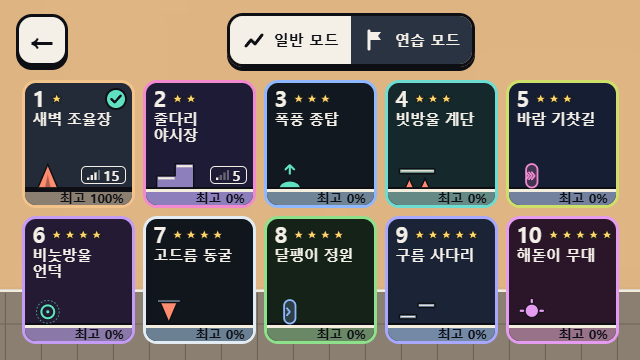 ←
일반 모드
연습 모드
1
새벽 조율장
15
최고 100%
2
줄다리
야시장
5
최고 0%
3
폭풍 종탑
최고 0%
4
빗방울 계단
최고 0%
5
바람 기찻길
최고 0%
6
비눗방울
언덕
최고 0%
7
고드름 동굴
최고 0%
8
달팽이 정원
최고 0%
9
구름 사다리
최고 0%
10
해돋이 무대
최고 0%